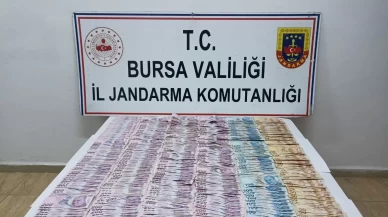 T.C.
BURSA VALİLİĞİ
İL JANDARMA KOMUTANLIĞI